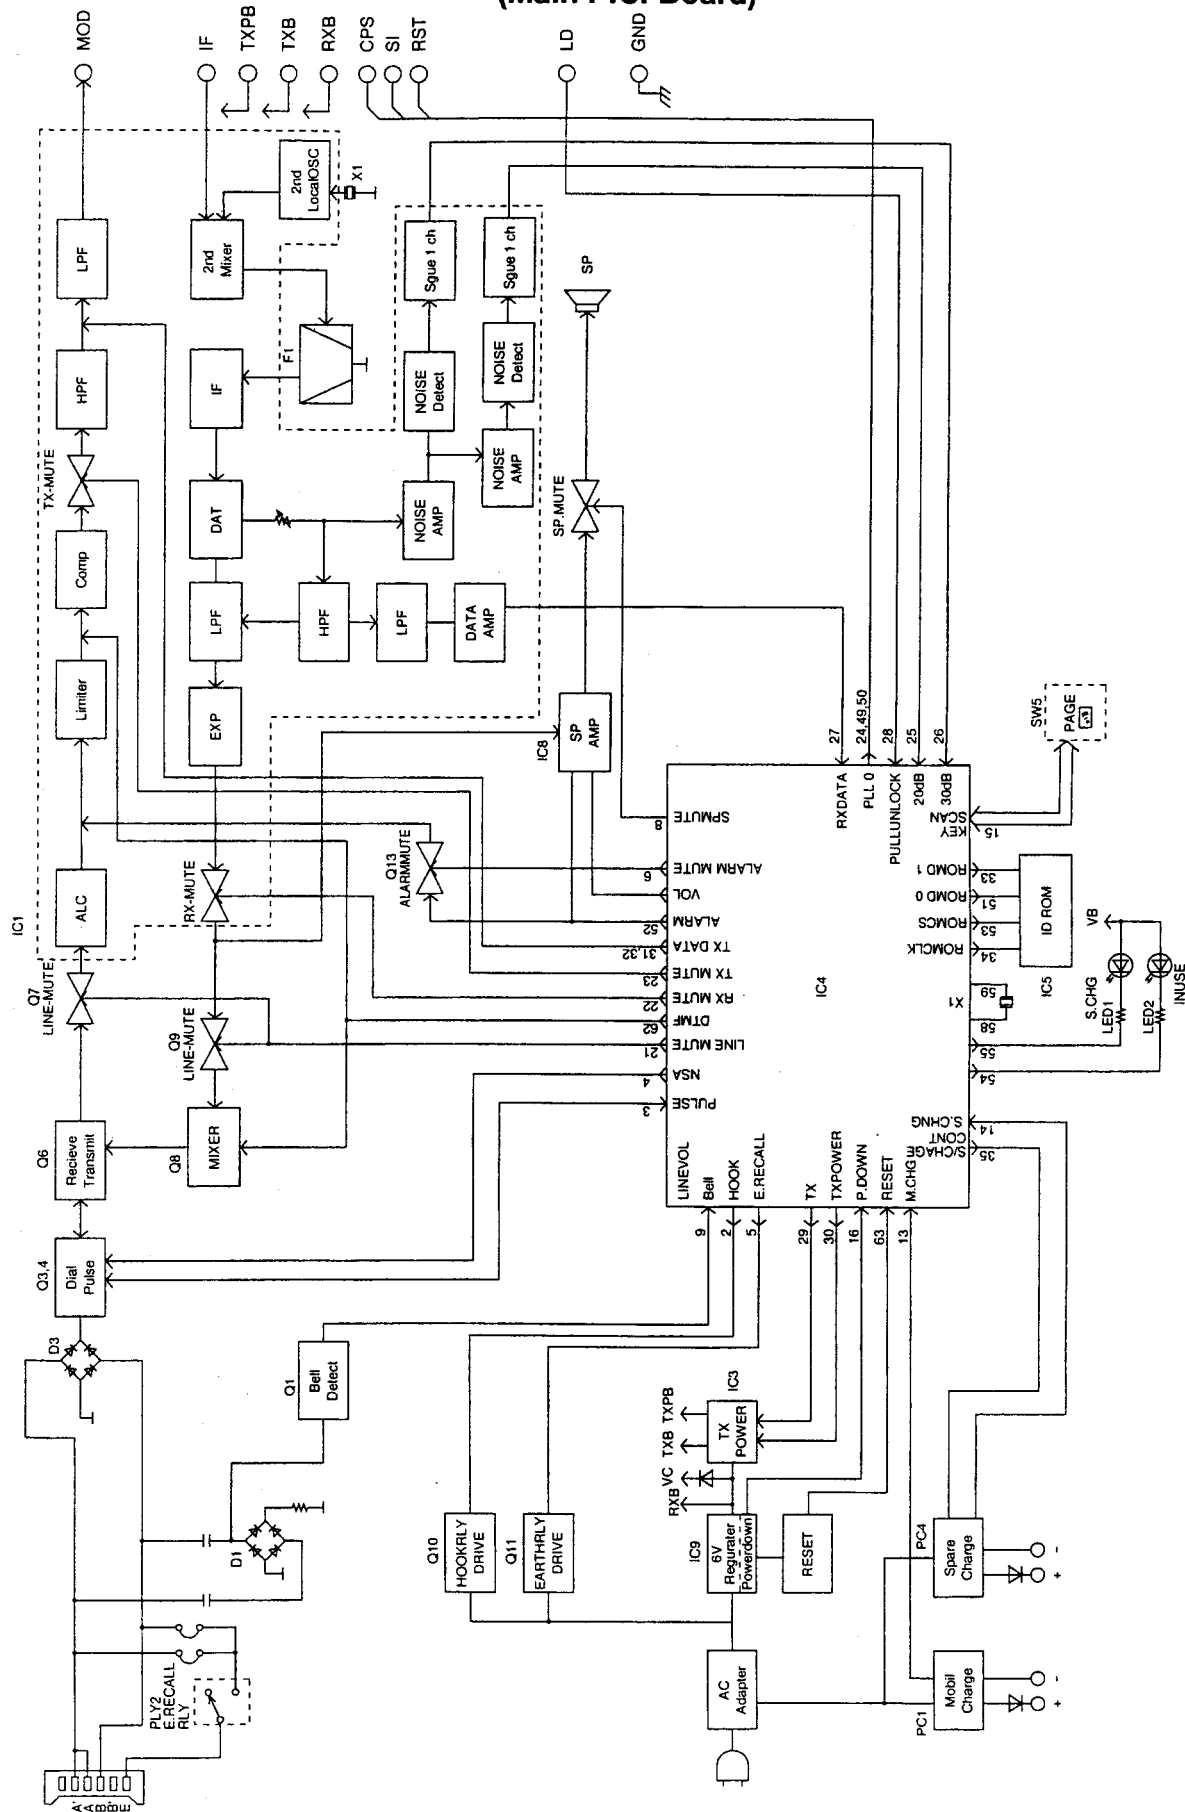 (Main P.C. Board)
MOD
IF
TXPB
TXB
RXB
CPS
SI
RST
LD
GND
IC1
LPF
HPF
TX-MUTE
Comp
Limiter
ALC
Q7
LINE-MUTE
Q6
Recieve
Transmit
Q3,4
Dial
Pulse
D3
2nd
LocalOSC
X1
2nd
Mixer
F1
IF
DAT
LPF
EXP
RX-MUTE
Q9
LINE-MUTE
Q8
MIXER
HPF
LPF
DATA
AMP
NOISE
AMP
NOISE
Detect
Sgue 1 ch
NOISE
AMP
NOISE
Detect
Sgue 1 ch
SP
SP.MUTE
IC8
SP
AMP
Q13
ALARMMUTE
Q1
Bell
Detect
D1
PLY2
E.RECALL
RLY
A'
A
B
B'
E
IC4
SPMUTE
8
ALARM MUTE
6
VOL
ALARM
52
TX DATA
31,32
TX MUTE
23
RX MUTE
22
DTMF
62
LINE MUTE
21
NSA
4
PULSE
3
RXDATA
27
PLL 0
24,49,50
PULLUNLOCK
28
20dB
25
30dB
26
KEY
SCAN
15
SW5
PAGE
ROMD 1
33
ROMD 0
51
ROMCS
53
ROMCLK
34
ID ROM
IC5
X1
59
58
55
54
VB
S.CHG
LED1
LED2
INUSE
S.CHNG
14
S/CHAGE
CONT
35
LINEVOL
Bell
9
HOOK
2
E.RECALL
5
TX
29
TXPOWER
30
P.DOWN
16
RESET
63
M.CHG
13
Q10
HOOKRLY
DRIVE
Q11
EARTHRLY
DRIVE
IC3
TX
POWER
TXPB
TXB
VC
RXB
IC9
6V
Regurater
Powerdown
RESET
AC
Adapter
PC4
Spare
Charge
+
-
PC1
Mobil
Charge
+
-